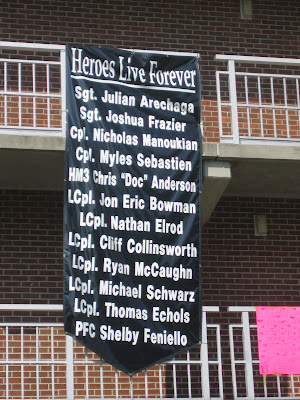 Heroes Live Forever
Sgt. Julian Arechaga
Sgt. Joshua Frazier
Cpl. Nicholas Manoukian
Cpl. Myles Sebastien
HM3 Chris "Doc" Anderson
LCpl. Jon Eric Bowman
LCpl. Nathan Elrod
LCpl. Cliff Collinsworth
LCpl. Ryan McCaughn
LCpl. Michael Schwarz
LCpl. Thomas Echols
PFC Shelby Feniello